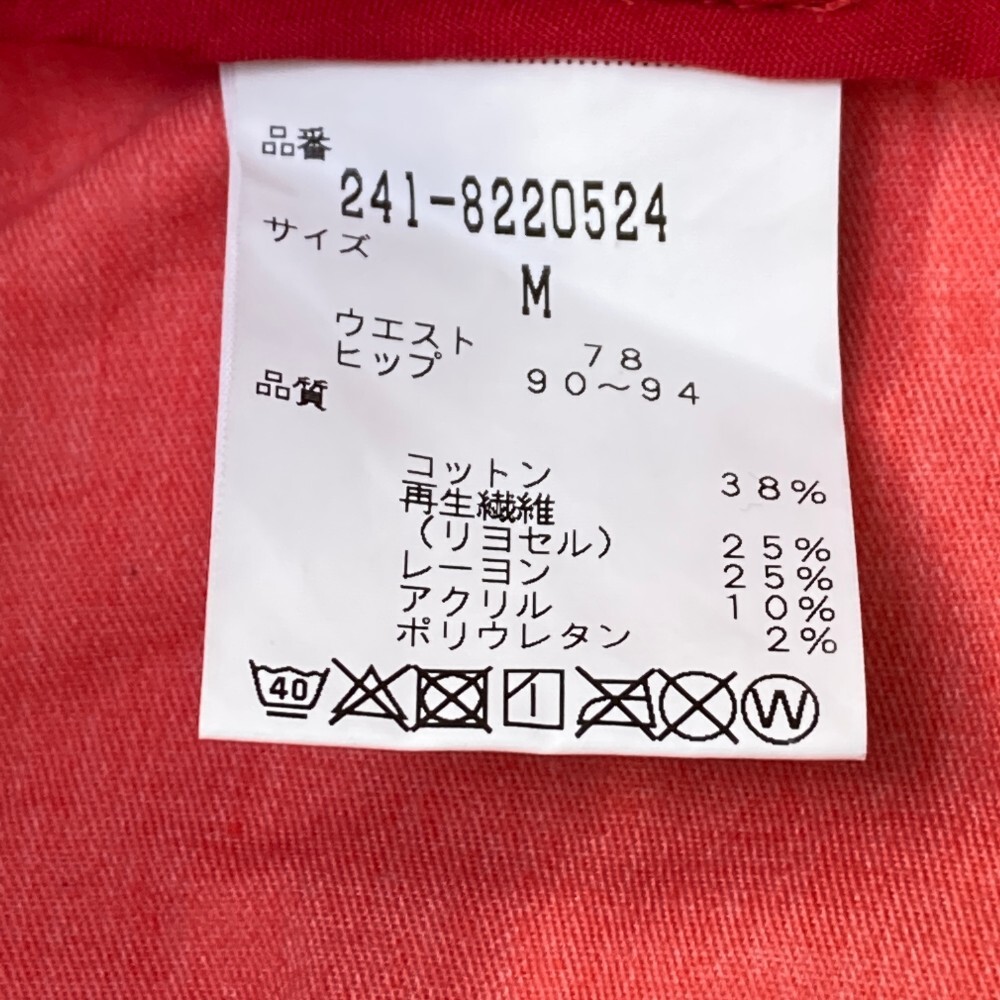 品番
241-8220524
サイズ
M
ウエスト 78
ヒップ 90～94
品質
コットン 38%
再生繊維
（リヨセル） 25%
レーヨン 25%
アクリル 10%
ポリウレタン 2%
40 W